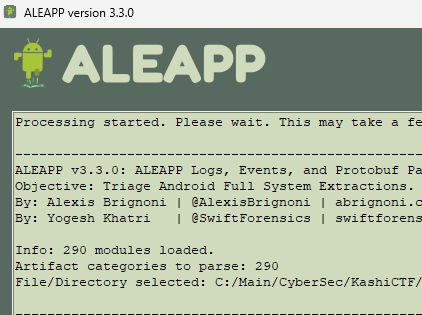 ALEAPP version 3.3.0
ALEAPP
Processing started. Please wait. This may take a fe
ALEAPP v3.3.0: ALEAPP Logs, Events, and Protobuf Pa
Objective: Triage Android Full System Extractions.
By: Alexis Brignoni | @AlexisBrignoni | abrignoni.c
By: Yogesh Khatri   | @SwiftForensics | swiftforens
Info: 290 modules loaded.
Artifact categories to parse: 290
File/Directory selected: C:/Main/CyberSec/KashiCTF/